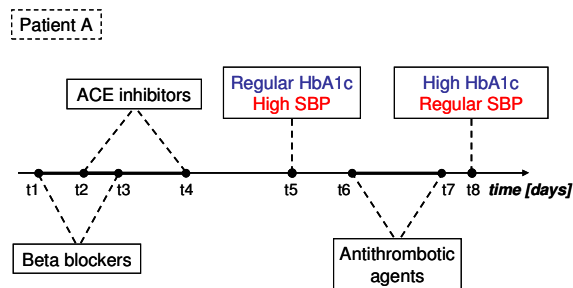 Patient A
ACE inhibitors
Regular HbA1c
High SBP
High HbA1c
Regular SBP
t1 t2 t3 t4 t5 t6 t7 t8 time [days]
Beta blockers
Antithrombotic
agents